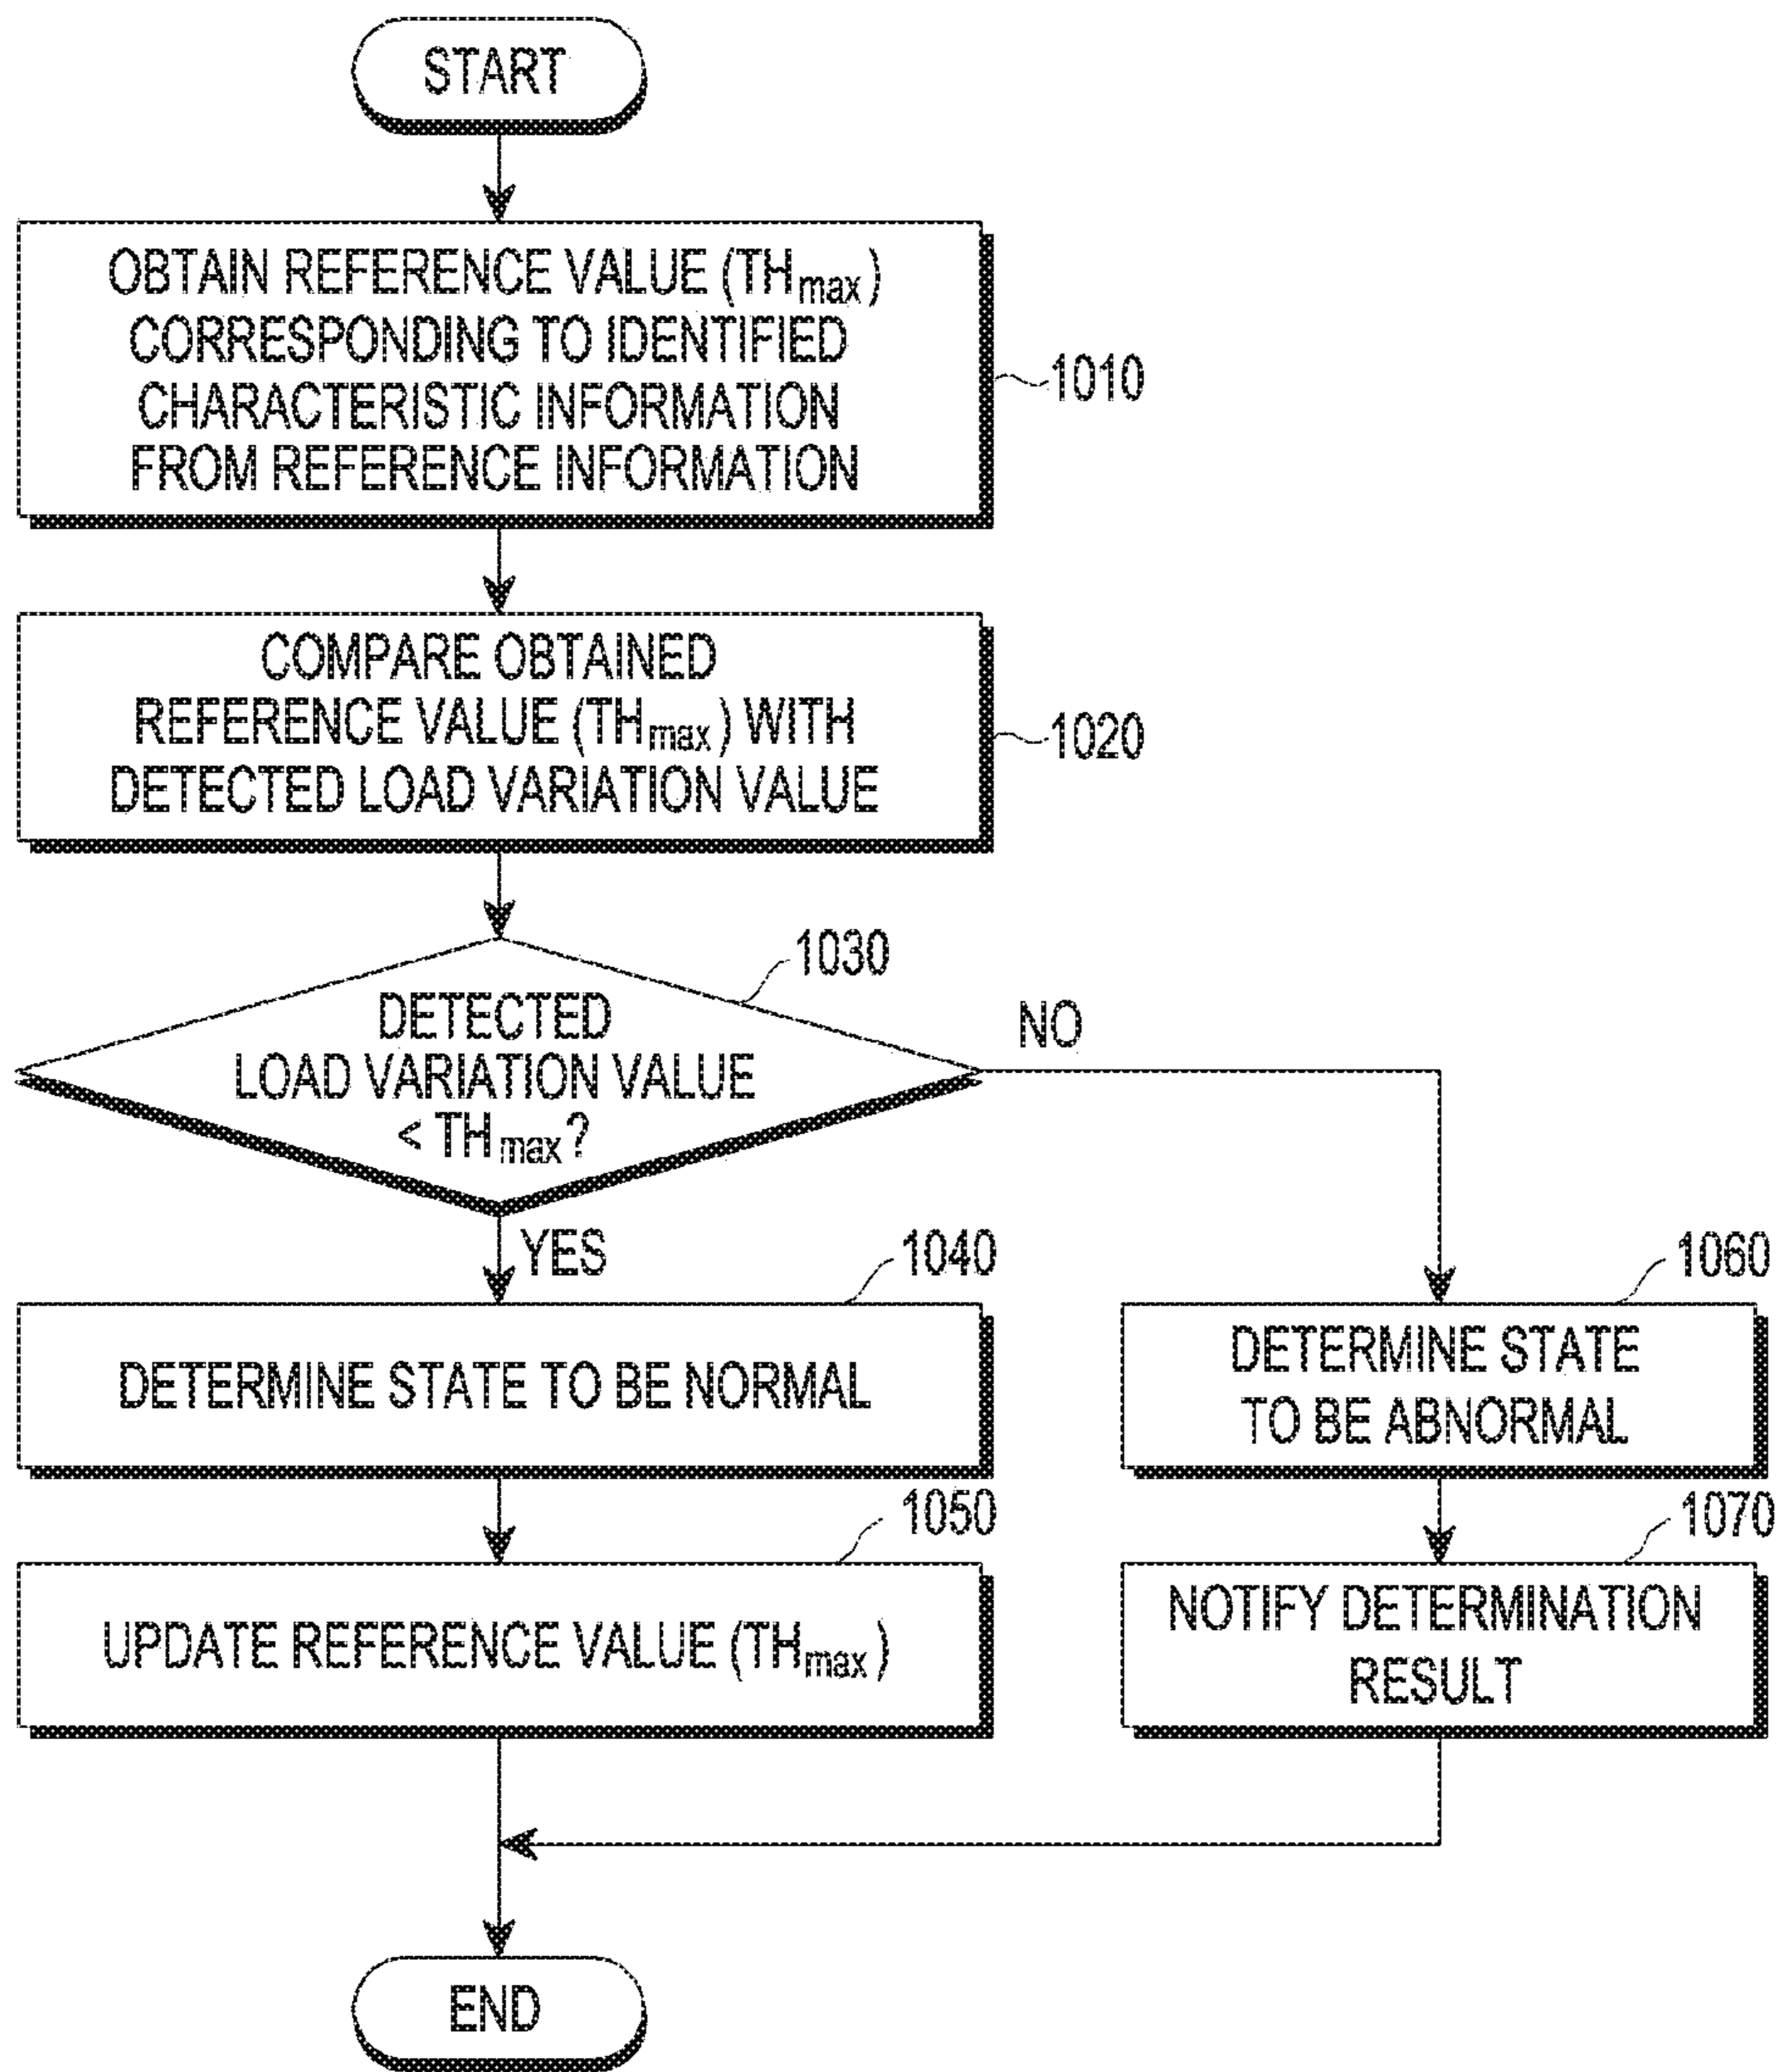 START
OBTAIN REFERENCE VALUE (THmax)
CORRESPONDING TO IDENTIFIED
CHARACTERISTIC INFORMATION
FROM REFERENCE INFORMATION
1010
COMPARE OBTAINED
REFERENCE VALUE (THmax) WITH
DETECTED LOAD VARIATION VALUE
1020
1030
DETECTED
LOAD VARIATION VALUE
< THmax?
NO
YES
1040
DETERMINE STATE TO BE NORMAL
1060
DETERMINE STATE
TO BE ABNORMAL
1050
UPDATE REFERENCE VALUE (THmax)
1070
NOTIFY DETERMINATION
RESULT
END